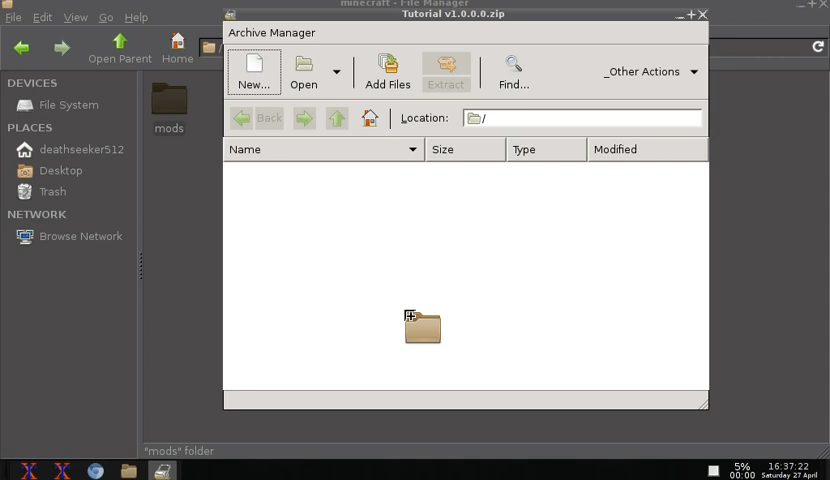 minecraft - File Manager
Tutorial v1.0.0.0.zip
File Edit View Go Help
Archive Manager
Open Parent
Home
/
New...
Open
Add Files
Extract
Find...
_Other Actions
Back
Location:
/
DEVICES
File System
PLACES
deathseeker512
Desktop
Trash
NETWORK
Browse Network
mods
Name
Size
Type
Modified
"mods" folder
5%
00:00
16:37:22
Saturday 27 April